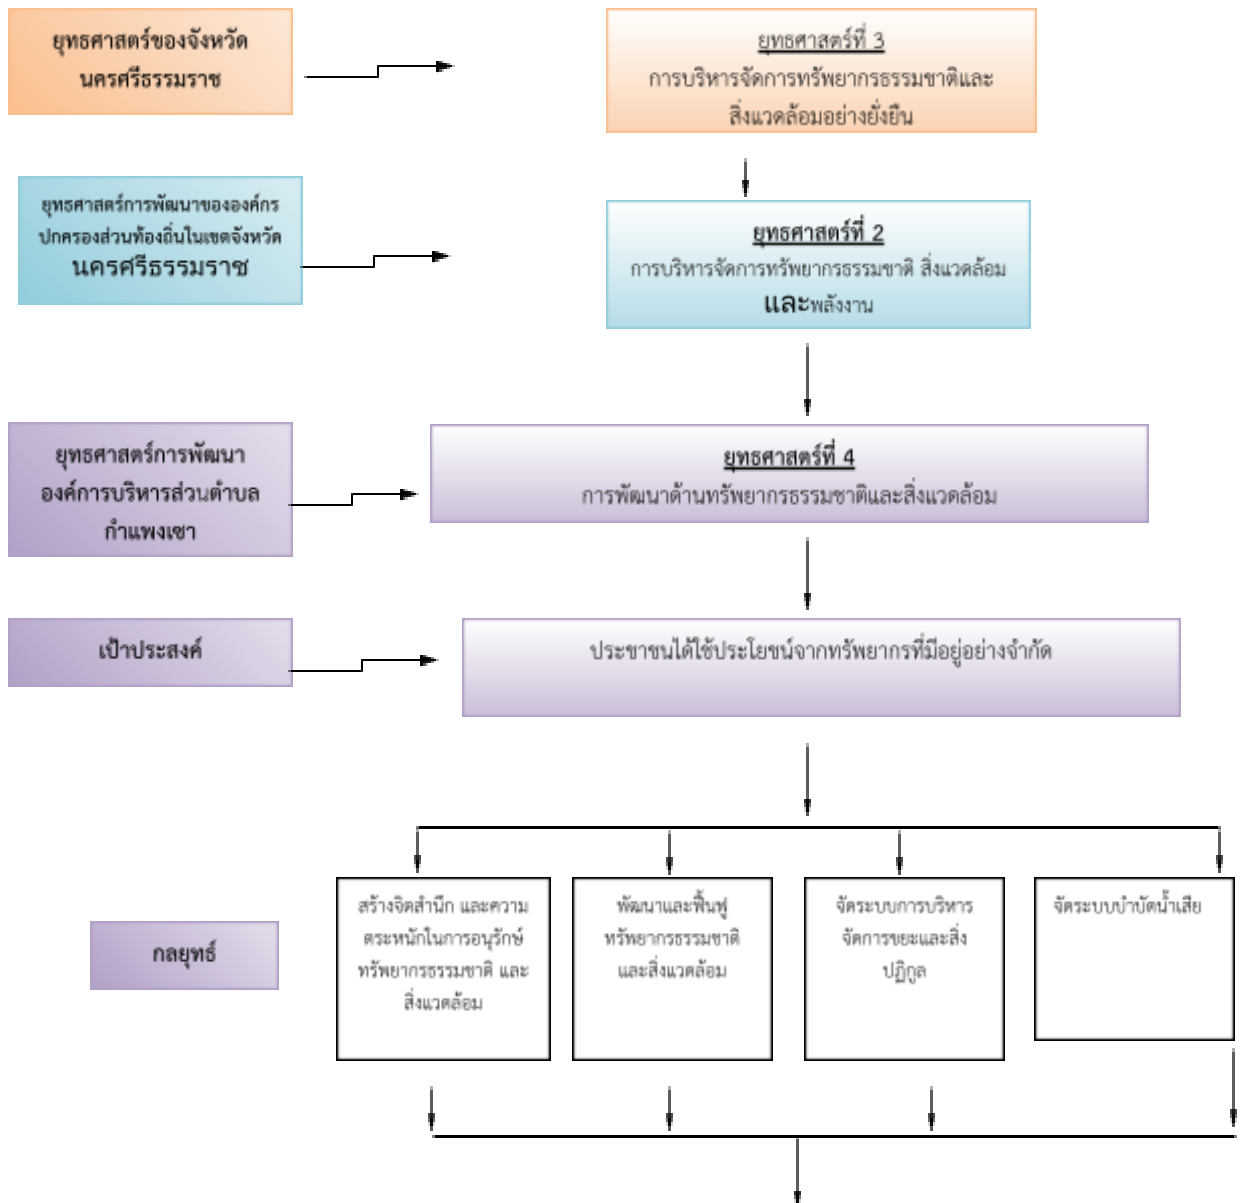 ยุทธศาสตร์ของจังหวัด
นครศรีธรรมราช
ยุทธศาสตร์ที่ 3
การบริหารจัดการทรัพยากรธรรมชาติและ
สิ่งแวดล้อมอย่างยั่งยืน
ยุทธศาสตร์การพัฒนาขององค์กร
ปกครองส่วนท้องถิ่นในเขตจังหวัด
นครศรีธรรมราช
ยุทธศาสตร์ที่ 2
การบริหารจัดการทรัพยากรธรรมชาติ สิ่งแวดล้อม
และพลังงาน
ยุทธศาสตร์การพัฒนา
องค์การบริหารส่วนตำบล
กำแพงเซา
ยุทธศาสตร์ที่ 4
การพัฒนาด้านทรัพยากรธรรมชาติและสิ่งแวดล้อม
เป้าประสงค์
ประชาชนได้ใช้ประโยชน์จากทรัพยากรที่มีอยู่อย่างจำกัด
กลยุทธ์
สร้างจิตสำนึก และความ
ตระหนักในการอนุรักษ์
ทรัพยากรธรรมชาติ และ
สิ่งแวดล้อม
พัฒนาและฟื้นฟู
ทรัพยากรธรรมชาติ
และสิ่งแวดล้อม
จัดระบบการบริหาร
จัดการขยะและสิ่ง
ปฏิกูล
จัดระบบบำบัดน้ำเสีย